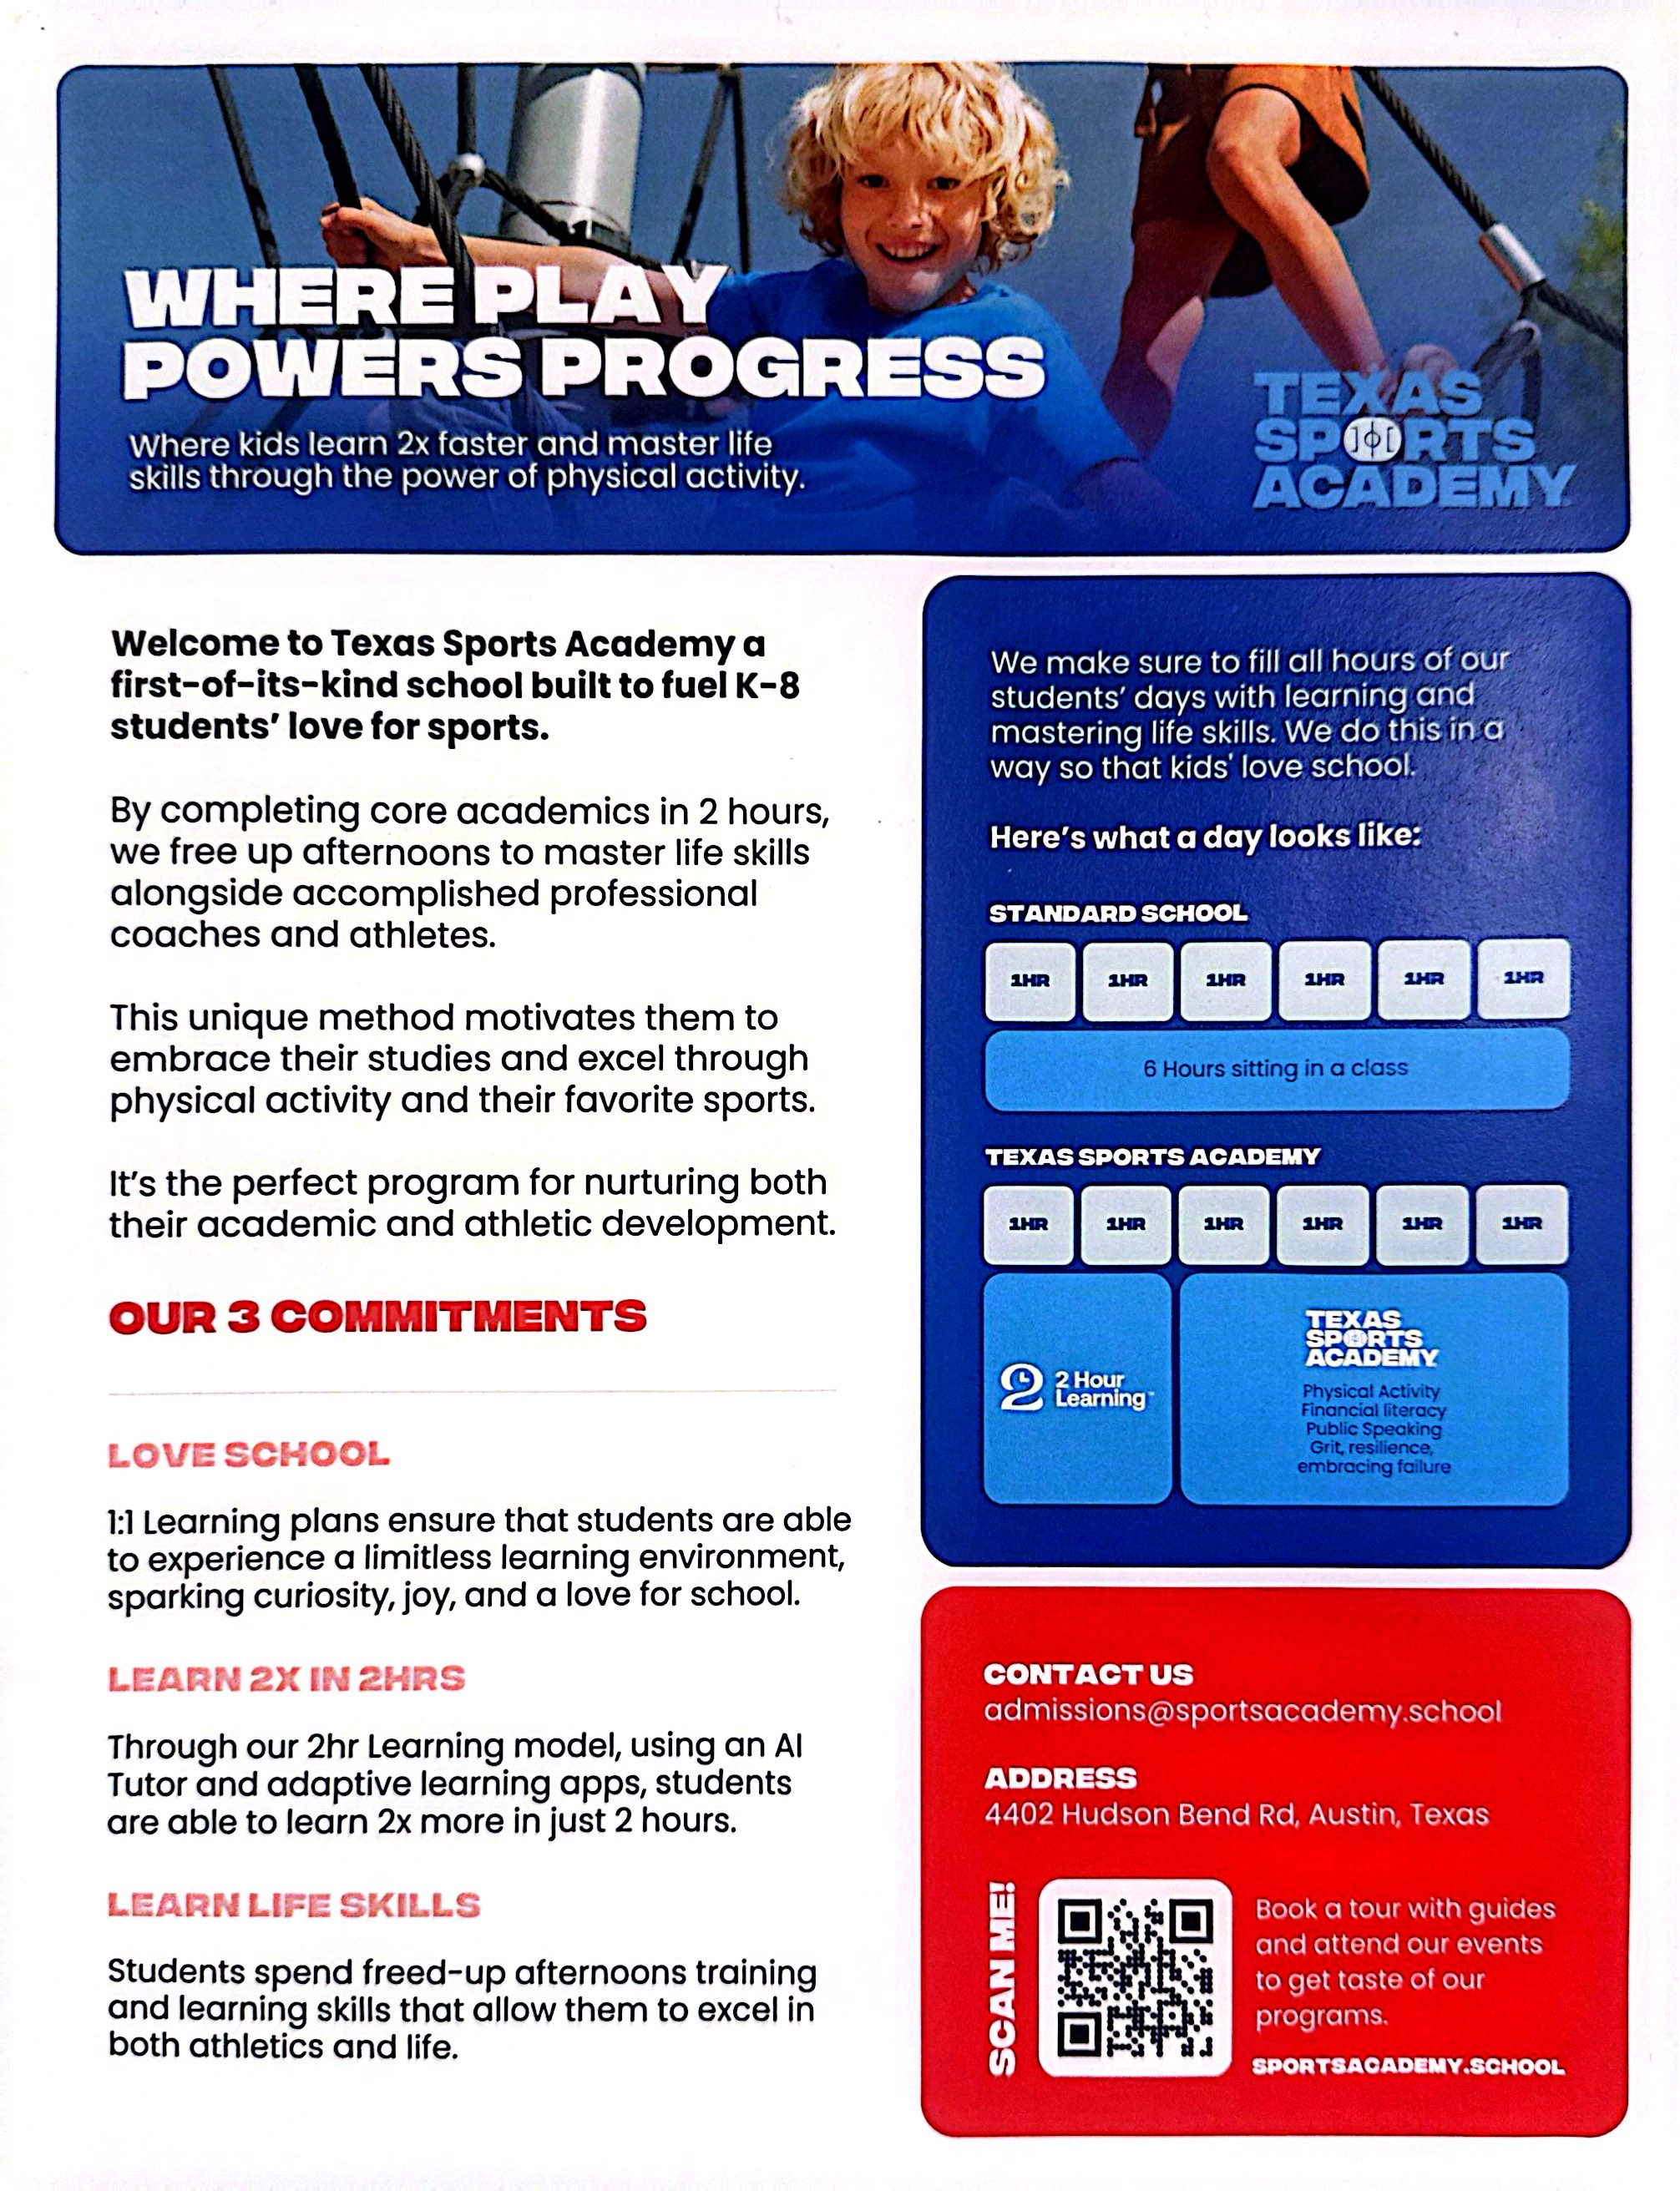 WHERE PLAY
POWERS PROGRESS
Where kids learn 2x faster and master life
skills through the power of physical activity.
TEXAS
SPORTS
ACADEMY
Welcome to Texas Sports Academy a
first-of-its-kind school built to fuel K-8
students' love for sports.
By completing core academics in 2 hours,
we free up afternoons to master life skills
alongside accomplished professional
coaches and athletes.
This unique method motivates them to
embrace their studies and excel through
physical activity and their favorite sports.
It's the perfect program for nurturing both
their academic and athletic development.
OUR 3 COMMITMENTS
LOVE SCHOOL
1:1 Learning plans ensure that students are able
to experience a limitless learning environment,
sparking curiosity, joy, and a love for school.
LEARN 2X IN 2HRS
Through our 2hr Learning model, using an AI
Tutor and adaptive learning apps, students
are able to learn 2x more in just 2 hours.
LEARN LIFE SKILLS
Students spend freed-up afternoons training
and learning skills that allow them to excel in
both athletics and life.
We make sure to fill all hours of our
students' days with learning and
mastering life skills. We do this in a
way so that kids' love school.
Here's what a day looks like:
STANDARD SCHOOL
1HR 1HR 1HR 1HR 1HR 1HR
6 Hours sitting in a class
TEXAS SPORTS ACADEMY
1HR 1HR 1HR 1HR 1HR 1HR
2 2 Hour
Learning™
TEXAS
SPORTS
ACADEMY
Physical Activity
Financial literacy
Public Speaking
Grit, resilience,
embracing failure
CONTACT US
admissions@sportsacademy.school
ADDRESS
4402 Hudson Bend Rd, Austin, Texas
SCAN ME!
Book a tour with guides
and attend our events
to get taste of our
programs.
SPORTSACADEMY.SCHOOL